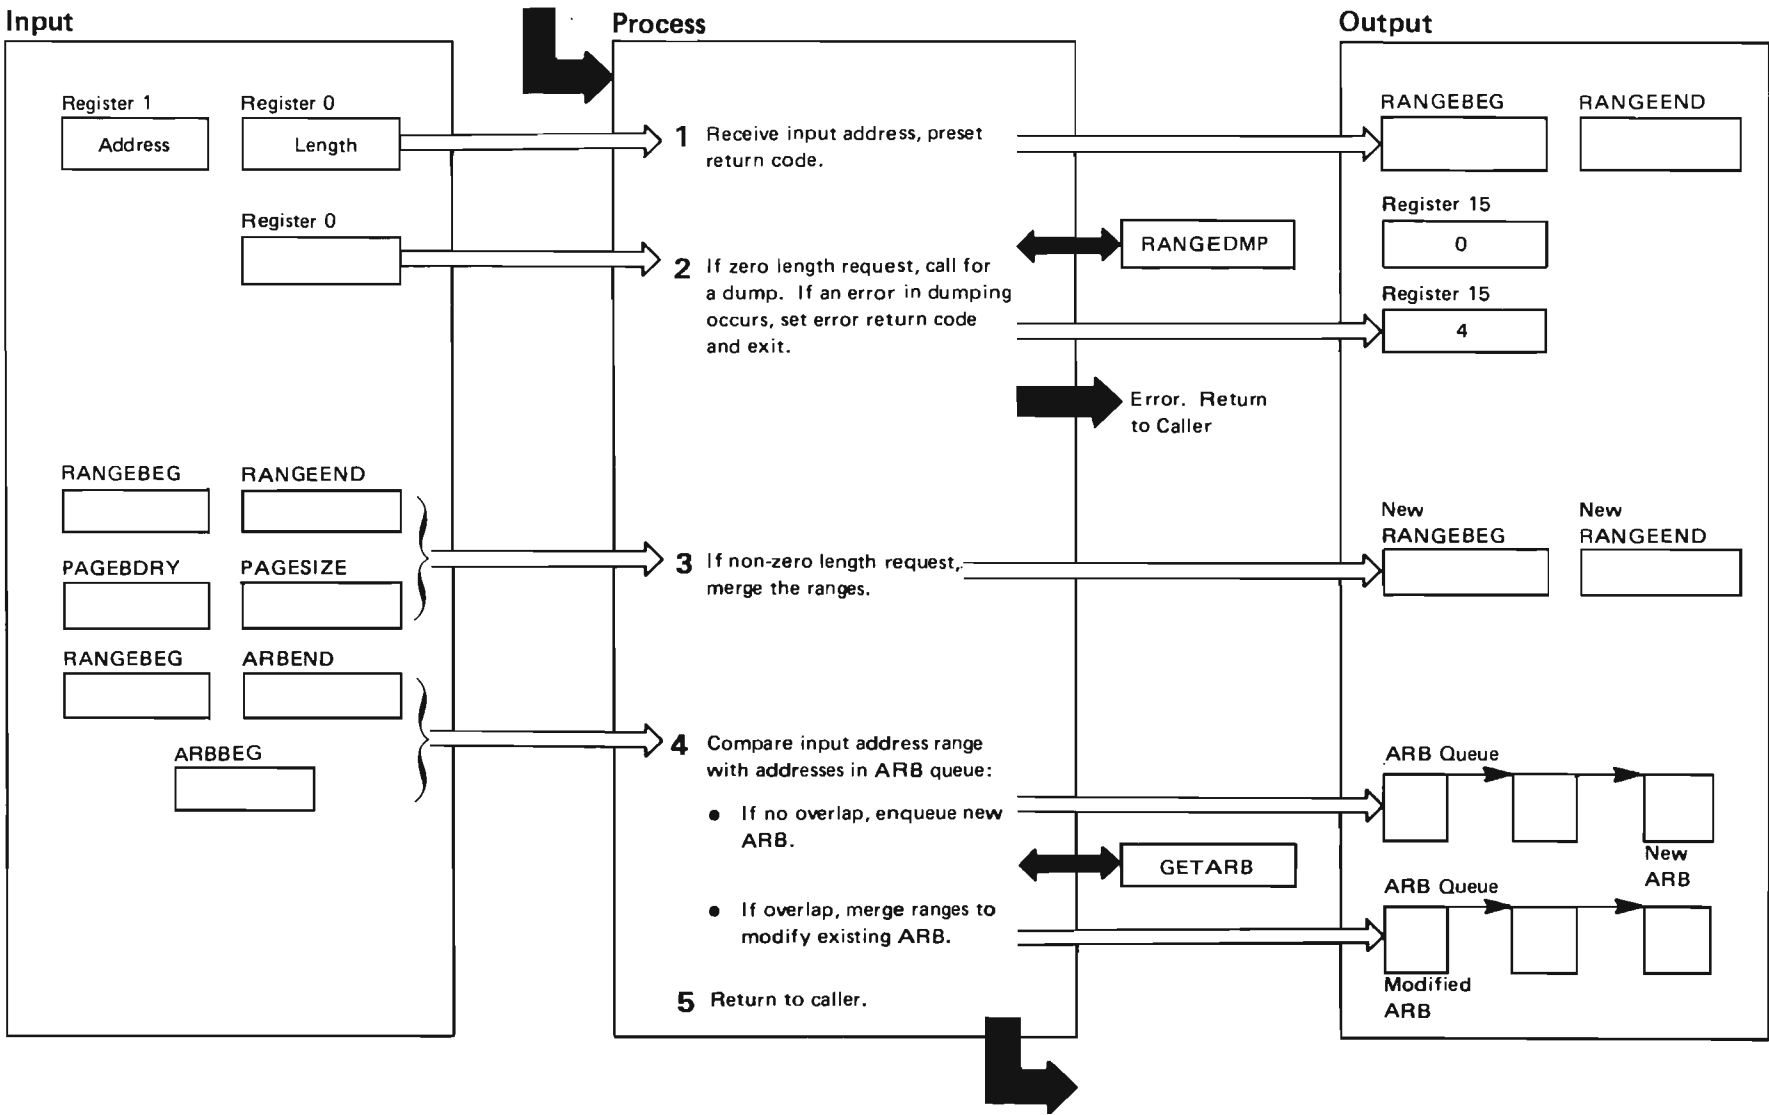 Input
Process
Output
Register 1
Register 0
Address
Length
1 Receive input address, preset
return code.
RANGEBEG
RANGEEND
Register 0
2 If zero length request, call for
a dump. If an error in dumping
occurs, set error return code
and exit.
RANGEDMP
Register 15
0
Register 15
4
Error. Return
to Caller
RANGEBEG
RANGEEND
PAGEBDRY
PAGESIZE
3 If non-zero length request,
merge the ranges.
New
RANGEBEG
New
RANGEEND
RANGEBEG
ARBEND
ARBBEG
4 Compare input address range
with addresses in ARB queue:
● If no overlap, enqueue new
ARB.
GETARB
● If overlap, merge ranges to
modify existing ARB.
5 Return to caller.
ARB Queue
New
ARB
ARB Queue
Modified
ARB